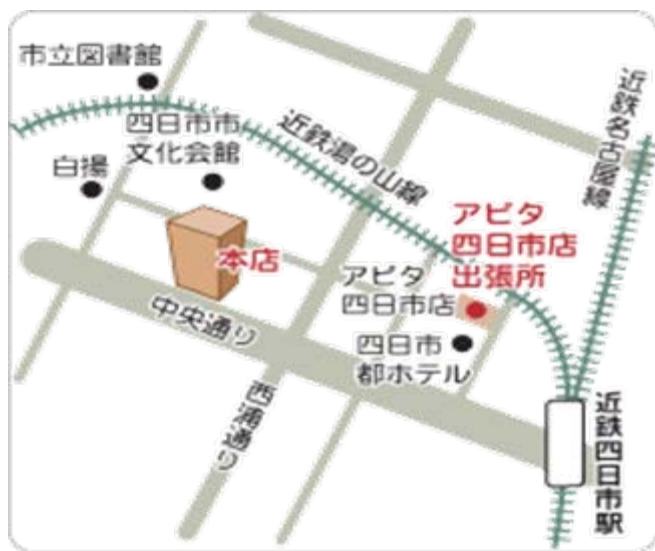 市立図書館
四日市市
文化会館
白揚
近鉄湯の山線
近鉄名古屋線
アピタ
四日市店
出張所
本店
アピタ
四日市店
中央通り
四日市
都ホテル
西浦通り
近鉄四日市駅